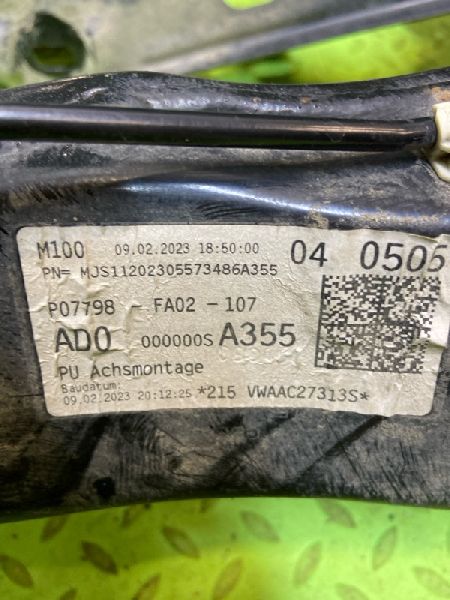 M100 09.02.2023 18:50:00 04 0505
PN= MJS11202305573486A355
P07798 FA02 - 107
AD0 000000S A355
PU Achsmontage
Baudatum:
09.02.2023 20:12:25 *215 VWAAC27313S*